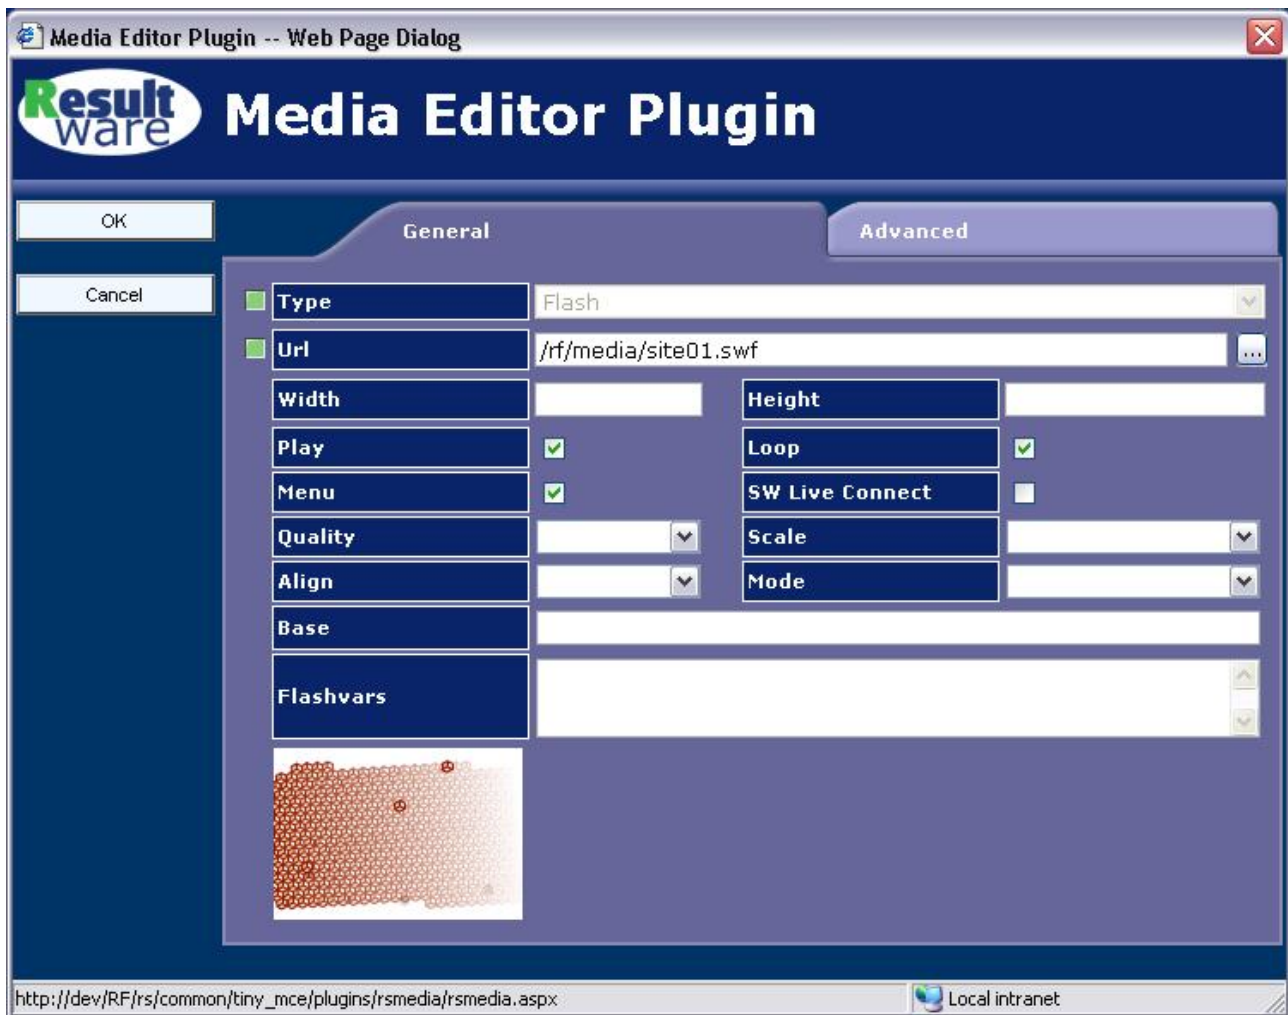 Media Editor Plugin -- Web Page Dialog
Result
ware
Media Editor Plugin
OK
Cancel
General
Advanced
Type
Flash
Url
/rf/media/site01.swf
...
Width
Height
Play
Loop
Menu
SW Live Connect
Quality
Scale
Align
Mode
Base
Flashvars
http://dev/RF/rs/common/tiny_mce/plugins/rsmedia/rsmedia.aspx
Local intranet